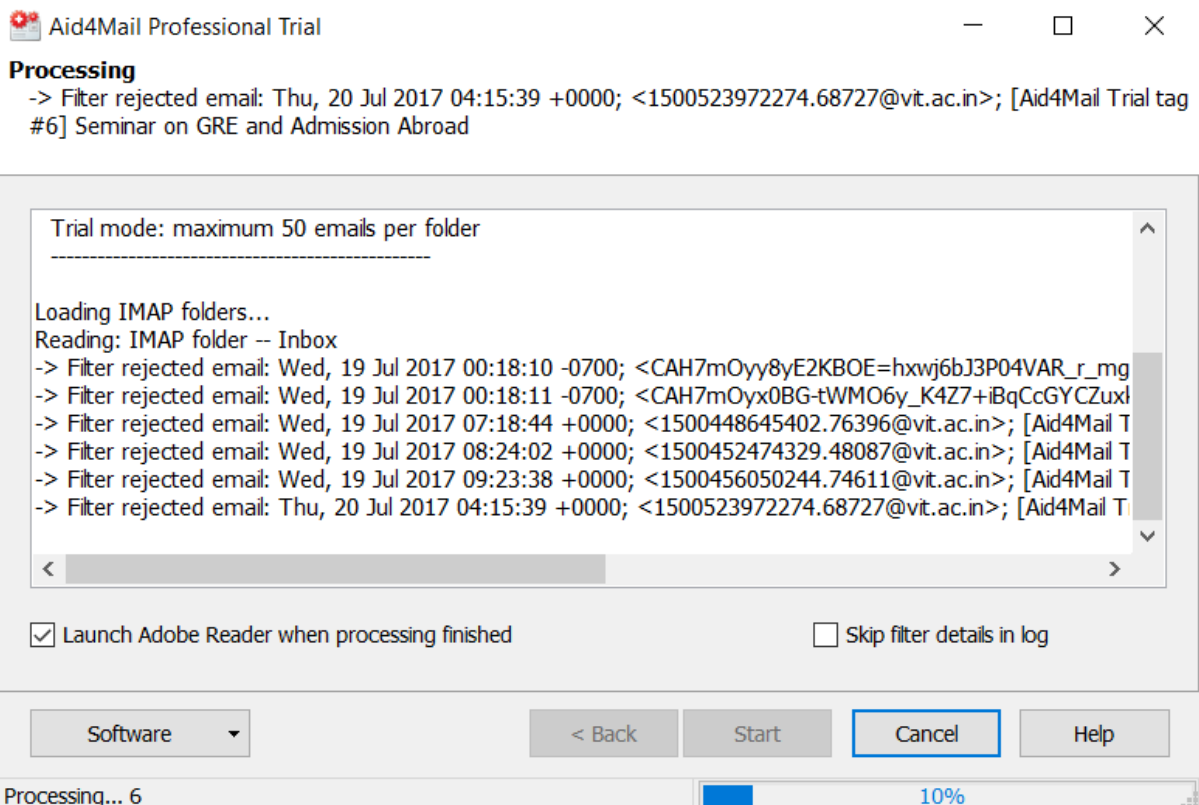 Aid4Mail Professional Trial
Processing
-> Filter rejected email: Thu, 20 Jul 2017 04:15:39 +0000; <1500523972274.68727@vit.ac.in>; [Aid4Mail Trial tag
#6] Seminar on GRE and Admission Abroad
Trial mode: maximum 50 emails per folder
------------------------------------------------
Loading IMAP folders...
Reading: IMAP folder -- Inbox
-> Filter rejected email: Wed, 19 Jul 2017 00:18:10 -0700; <CAH7mOyy8yE2KBOE=hxwj6bJ3P04VAR_r_mg
-> Filter rejected email: Wed, 19 Jul 2017 00:18:11 -0700; <CAH7mOyx0BG-tWMO6y_K4Z7+iBqCcGYCZuxl
-> Filter rejected email: Wed, 19 Jul 2017 07:18:44 +0000; <1500448645402.76396@vit.ac.in>; [Aid4Mail T
-> Filter rejected email: Wed, 19 Jul 2017 08:24:02 +0000; <1500452474329.48087@vit.ac.in>; [Aid4Mail T
-> Filter rejected email: Wed, 19 Jul 2017 09:23:38 +0000; <1500456050244.74611@vit.ac.in>; [Aid4Mail T
-> Filter rejected email: Thu, 20 Jul 2017 04:15:39 +0000; <1500523972274.68727@vit.ac.in>; [Aid4Mail T
Launch Adobe Reader when processing finished
Skip filter details in log
Software
< Back
Start
Cancel
Help
Processing... 6
10%